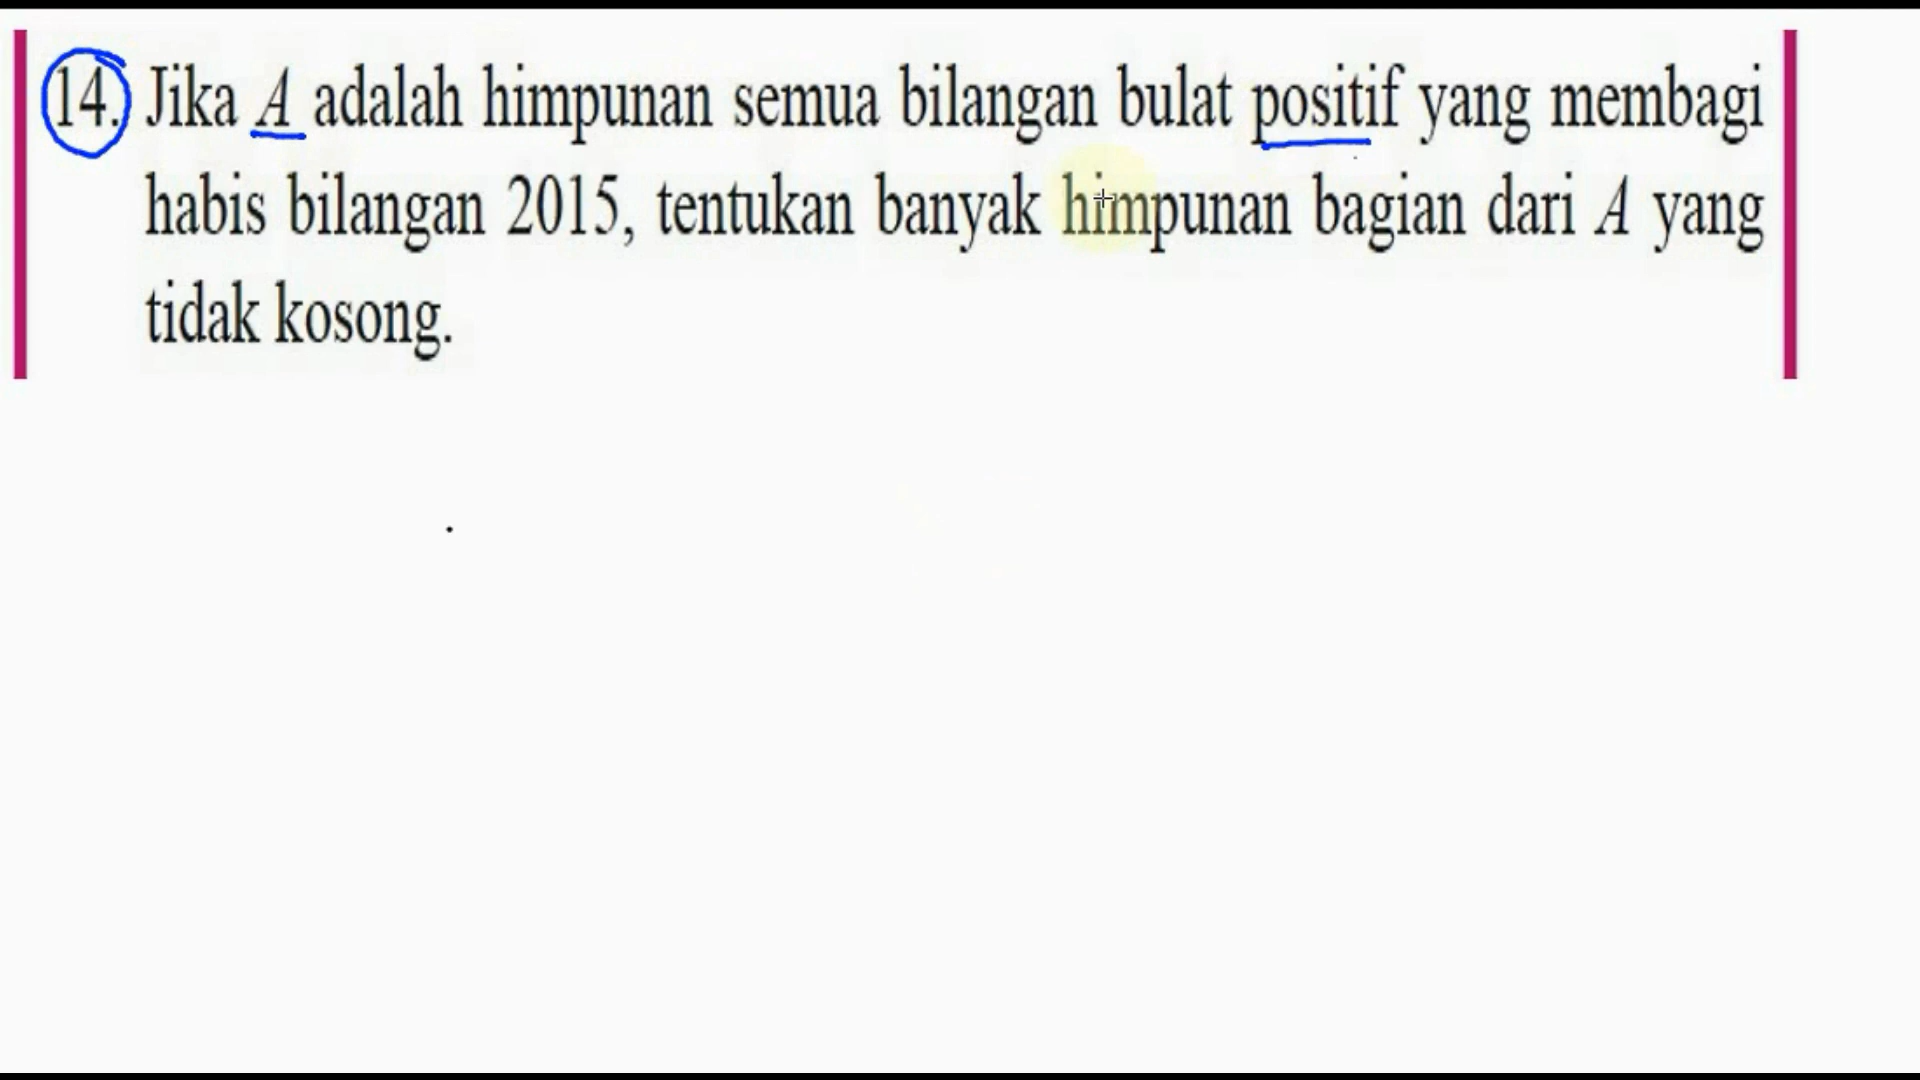 14. Jika A adalah himpunan semua bilangan bulat positif yang membagi
habis bilangan 2015, tentukan banyak himpunan bagian dari A yang
tidak kosong.